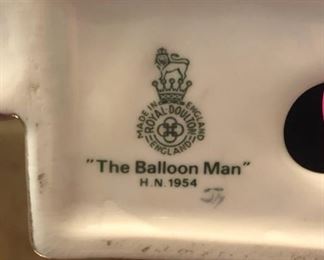 MADE IN ENGLAND
ROYAL DOULTON
ENGLAND
"The Balloon Man"
H.N. 1954